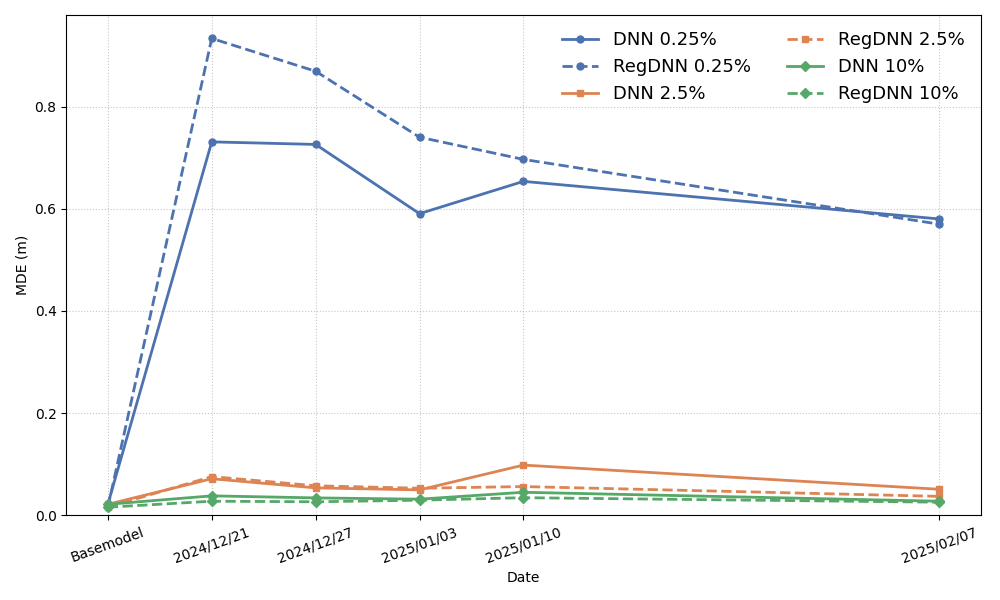 DNN 0.25%
RegDNN 0.25%
DNN 2.5%
RegDNN 2.5%
DNN 10%
RegDNN 10%
MDE (m)
0.8
0.6
0.4
0.2
0.0
Basemodel
2024/12/21
2024/12/27
2025/01/03
2025/01/10
2025/02/07
Date